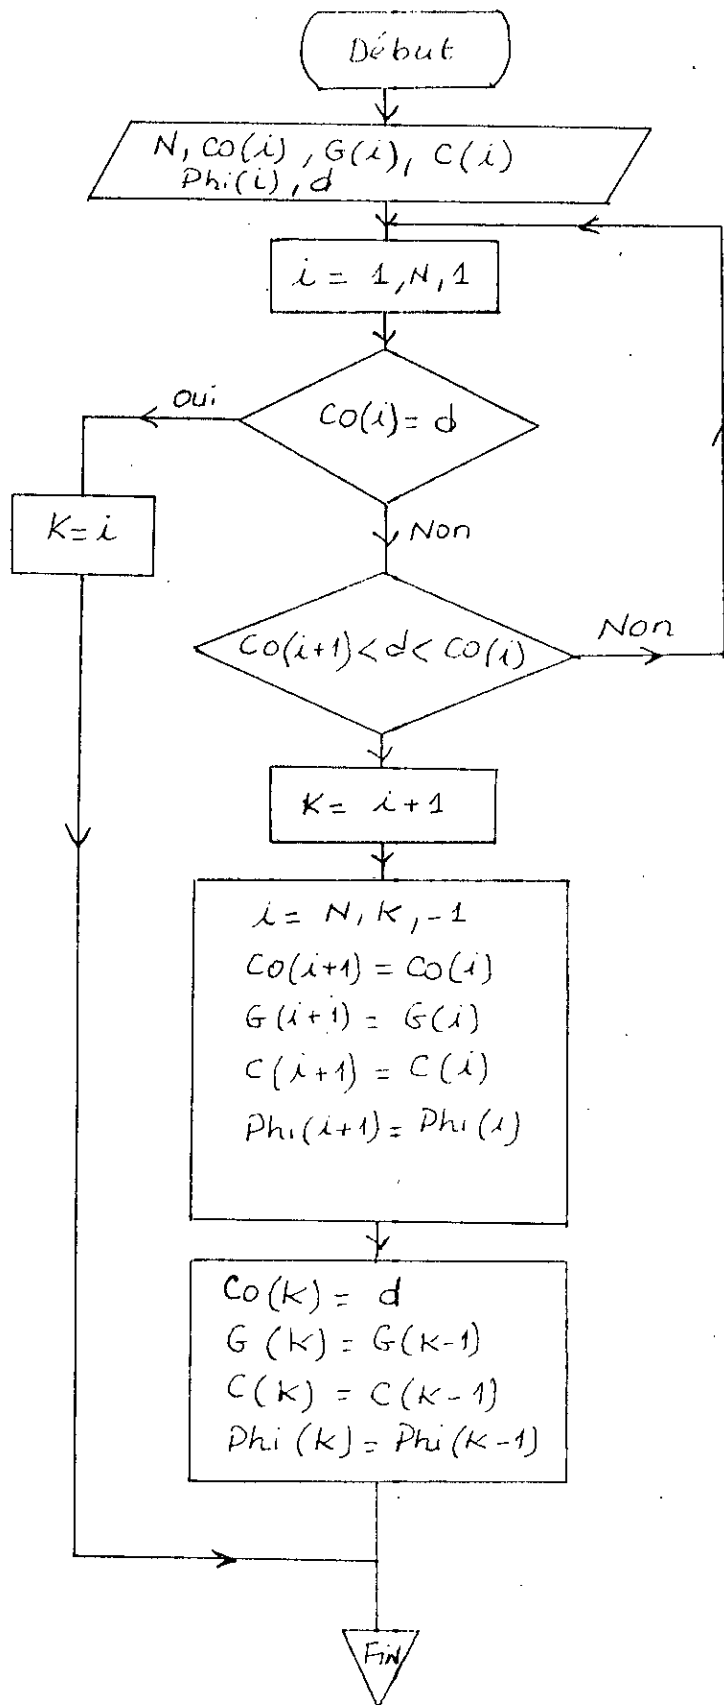 Début
N, Co(i), G(i), C(i)
Phi(i), d
i = 1, N, 1
Oui
Co(i) = d
K = i
Non
Co(i+1) < d < Co(i)
Non
K = i + 1
i = N, K, -1
Co(i+1) = Co(i)
G(i+1) = G(i)
C(i+1) = C(i)
Phi(i+1) = Phi(i)
Co(K) = d
G(K) = G(K-1)
C(K) = C(K-1)
Phi(K) = Phi(K-1)
FIN